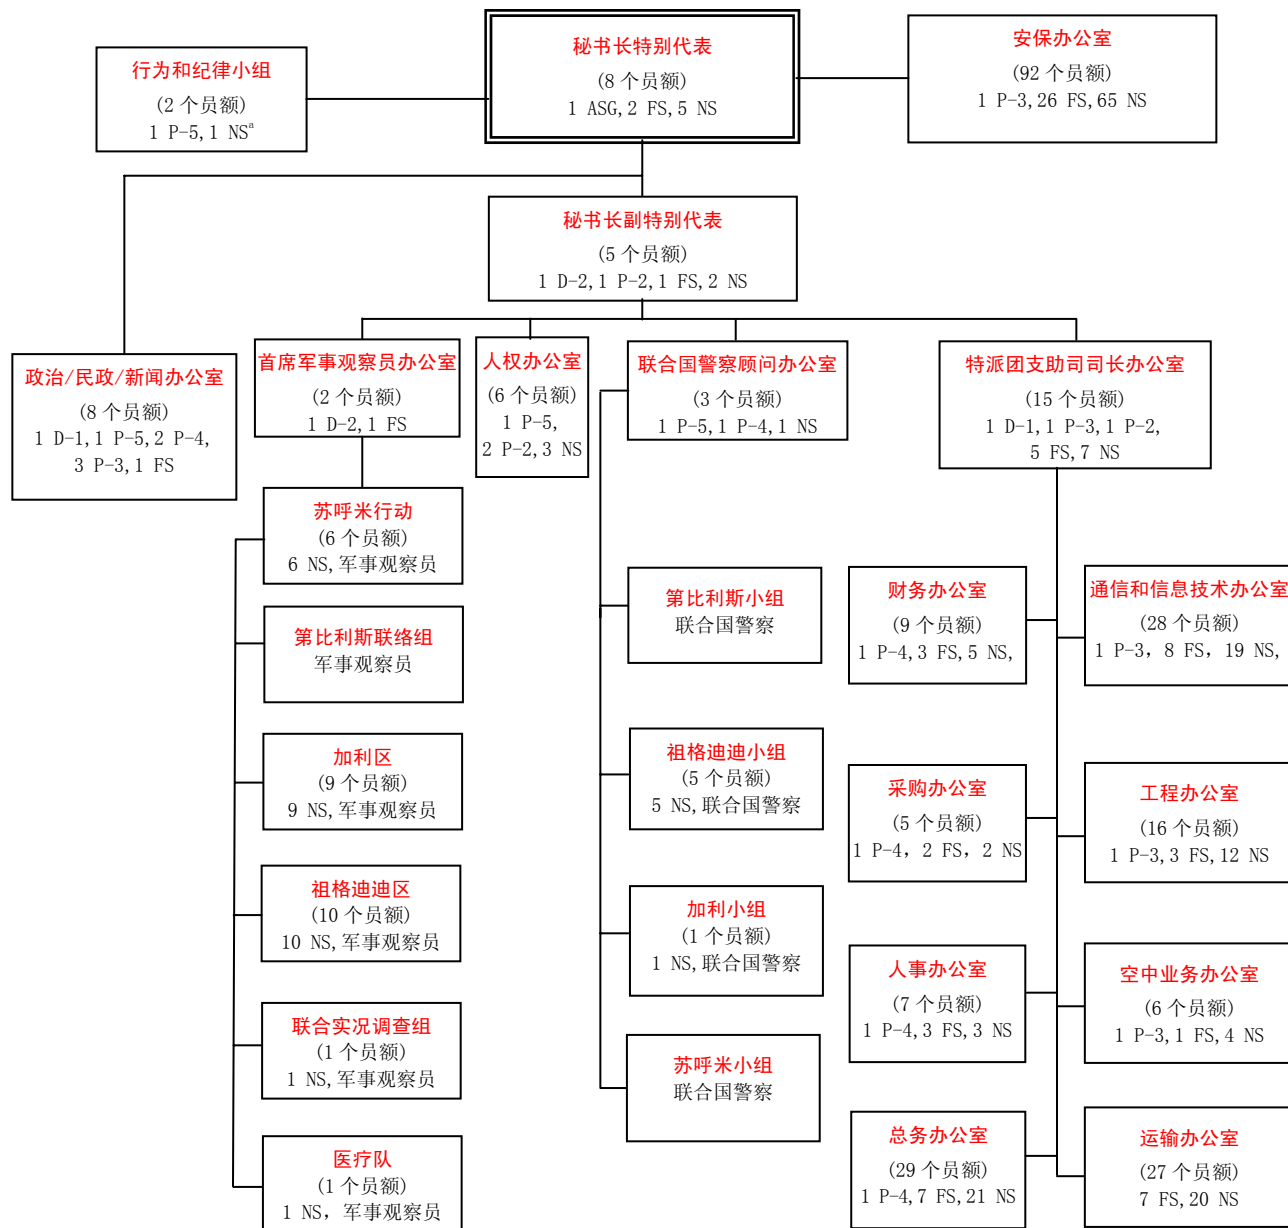 行为和纪律小组
(2 个员额)
1 P-5,1 NSª
秘书长特别代表
(8 个员额)
1 ASG,2 FS,5 NS
安保办公室
(92 个员额)
1 P-3,26 FS,65 NS
秘书长副特别代表
(5 个员额)
1 D-2,1 P-2,1 FS,2 NS
政治/民政/新闻办公室
(8 个员额)
1 D-1,1 P-5,2 P-4,
3 P-3,1 FS
首席军事观察员办公室
(2 个员额)
1 D-2,1 FS
人权办公室
(6 个员额)
1 P-5,
2 P-2,3 NS
联合国警察顾问办公室
(3 个员额)
1 P-5,1 P-4,1 NS
特派团支助司司长办公室
(15 个员额)
1 D-1,1 P-3,1 P-2,
5 FS,7 NS
苏呼米行动
(6 个员额)
6 NS,军事观察员
第比利斯联络组
军事观察员
加利区
(9 个员额)
9 NS,军事观察员
祖格迪迪区
(10 个员额)
10 NS,军事观察员
联合实况调查组
(1 个员额)
1 NS,军事观察员
医疗队
(1 个员额)
1 NS，军事观察员
第比利斯小组
联合国警察
祖格迪迪小组
(5 个员额)
5 NS,联合国警察
加利小组
(1 个员额)
1 NS,联合国警察
苏呼米小组
联合国警察
财务办公室
(9 个员额)
1 P-4,3 FS,5 NS,
通信和信息技术办公室
(28 个员额)
1 P-3，8 FS，19 NS,
采购办公室
(5 个员额)
1 P-4，2 FS，2 NS
工程办公室
(16 个员额)
1 P-3,3 FS,12 NS
人事办公室
(7 个员额)
1 P-4,3 FS,3 NS
空中业务办公室
(6 个员额)
1 P-3,1 FS,4 NS
总务办公室
(29 个员额)
1 P-4,7 FS,21 NS
运输办公室
(27 个员额)
7 FS,20 NS